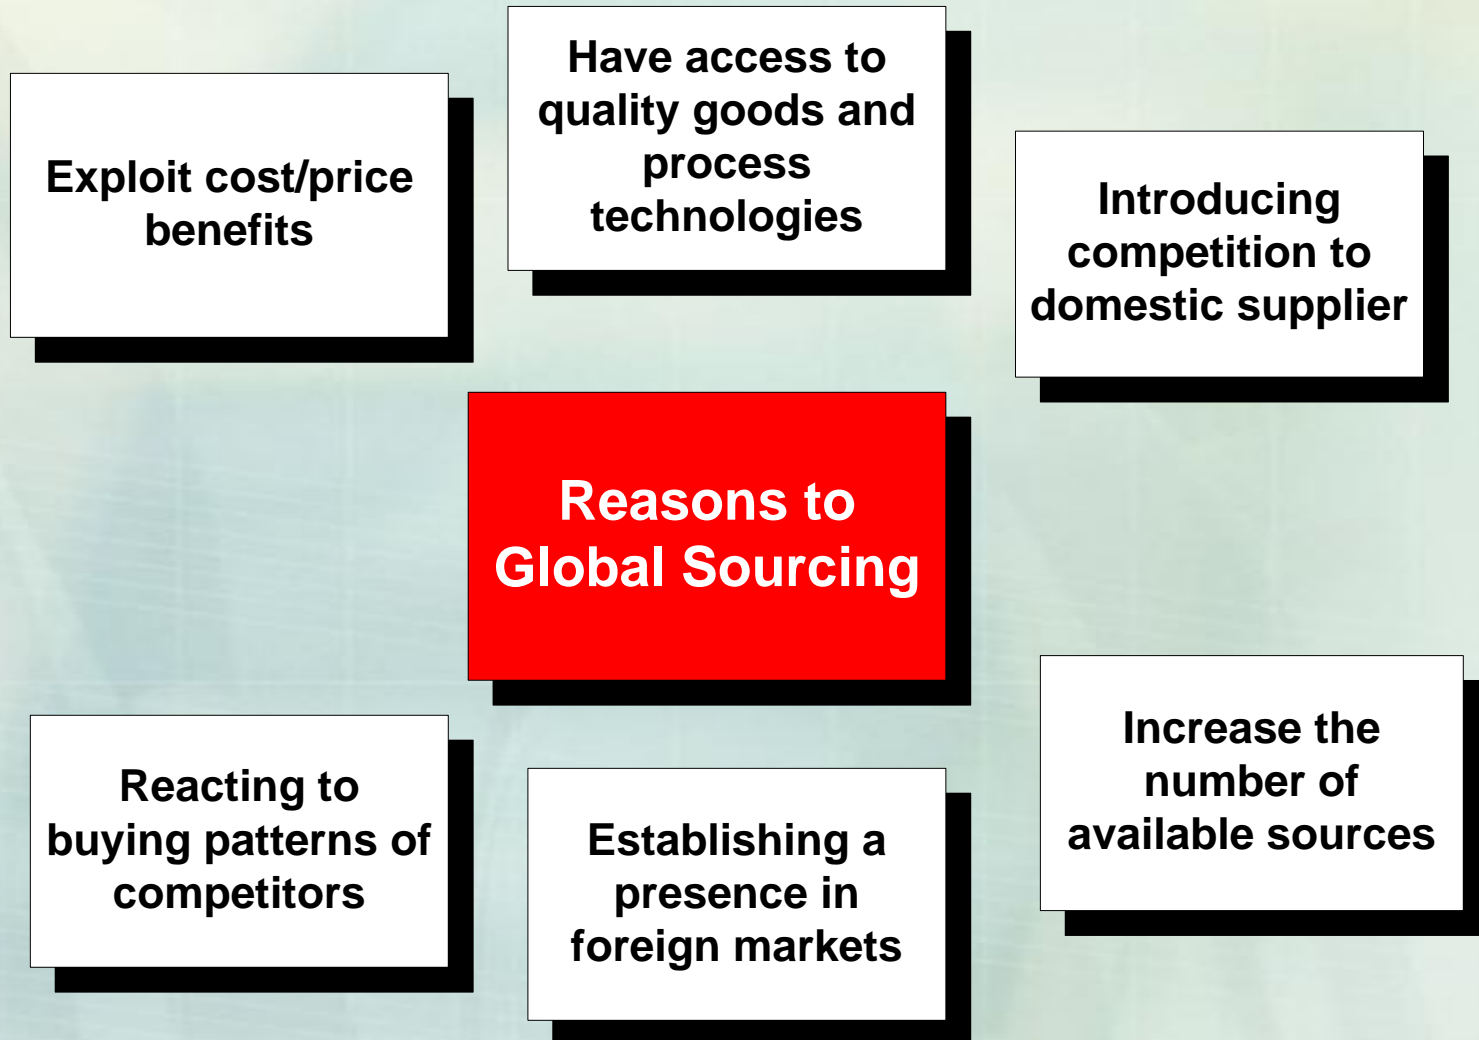 Exploit cost/price
benefits
Have access to
quality goods and
process
technologies
Introducing
competition to
domestic supplier
Reasons to
Global Sourcing
Reacting to
buying patterns of
competitors
Establishing a
presence in
foreign markets
Increase the
number of
available sources